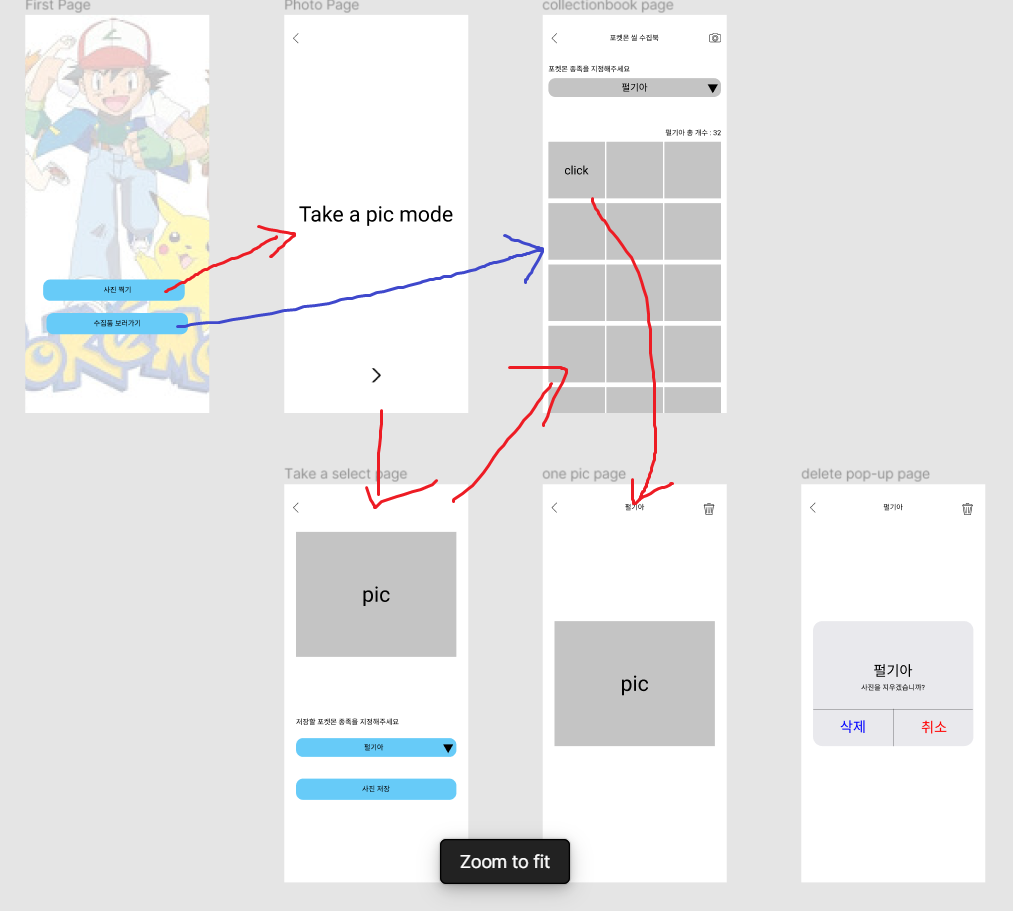 First Page
Photo Page
collectionbook page
포켓몬 씰 수집북
포켓몬 종족을 지정해주세요
펄기아
펄기아 총 개수 : 32
click
Take a pic mode
사진 찍기
수집품 보러가기
POKéMO
Take a select page
one pic page
delete pop-up page
펄기아
펄기아
pic
pic
펄기아
사진을 지우겠습니까?
삭제
취소
저장할 포켓몬 종족을 지정해주세요
펄기아
사진 저장
Zoom to fit